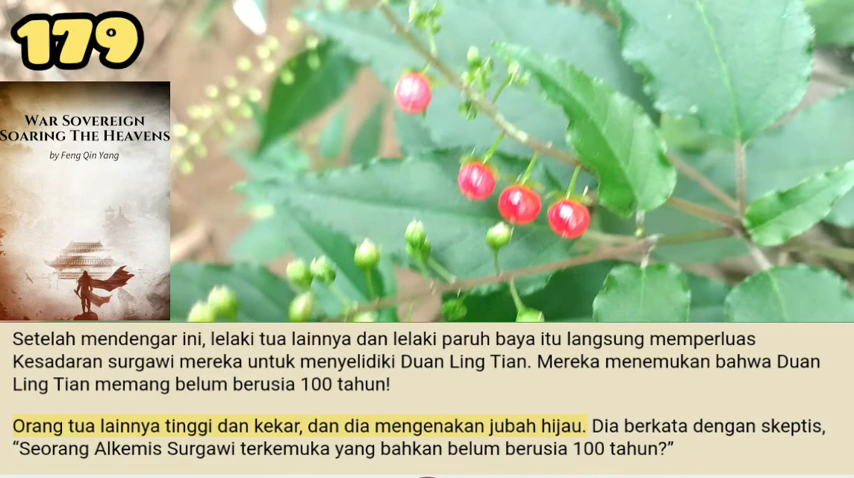 179
WAR SOVEREIGN
SOARING THE HEAVENS
by Feng Qin Yang
Setelah mendengar ini, lelaki tua lainnya dan lelaki paruh baya itu langsung memperluas
Kesadaran surgawi mereka untuk menyelidiki Duan Ling Tian. Mereka menemukan bahwa Duan
Ling Tian memang belum berusia 100 tahun!
Orang tua lainnya tinggi dan kekar, dan dia mengenakan jubah hijau. Dia berkata dengan skeptis,
“Seorang Alkemis Surgawi terkemuka yang bahkan belum berusia 100 tahun?”